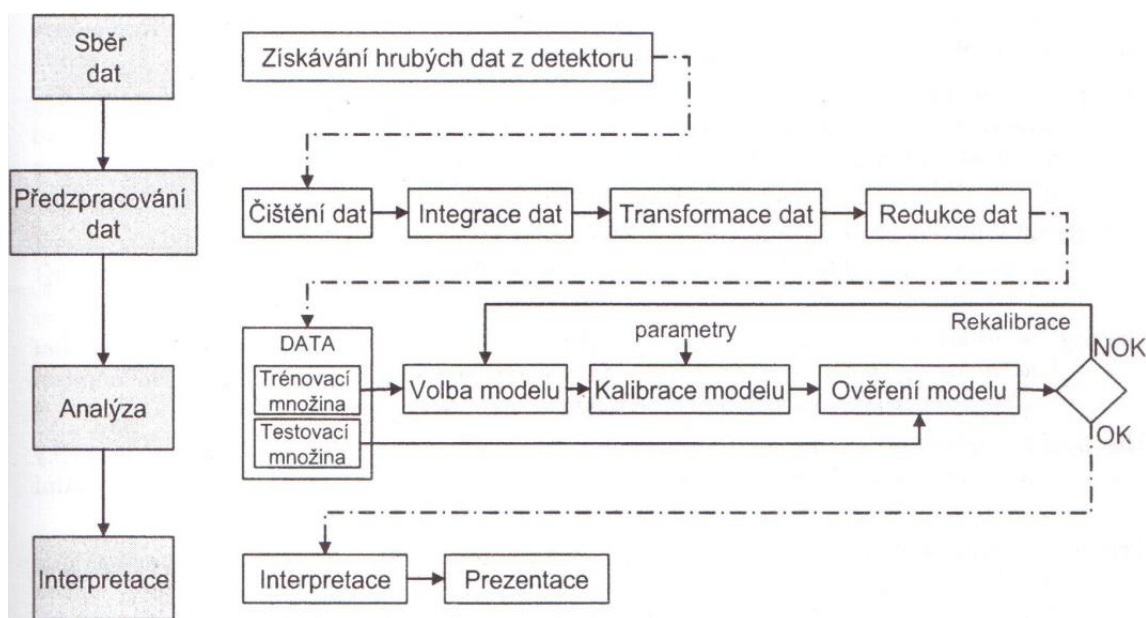 Sběr
dat
Získávání hrubých dat z detektoru
Předzpracování
dat
Čištění dat
Integrace dat
Transformace dat
Redukce dat
Analýza
DATA
Trénovací
množina
Testovací
množina
Volba modelu
parametry
Kalibrace modelu
Ověření modelu
Rekalibrace
NOK
OK
Interpretace
Interpretace
Prezentace